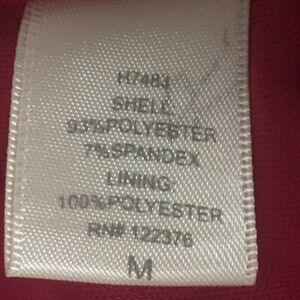 H7484
SHELL
93%POLYESTER
7%SPANDEX
LINING
100%POLYESTER
RN# 122376
M